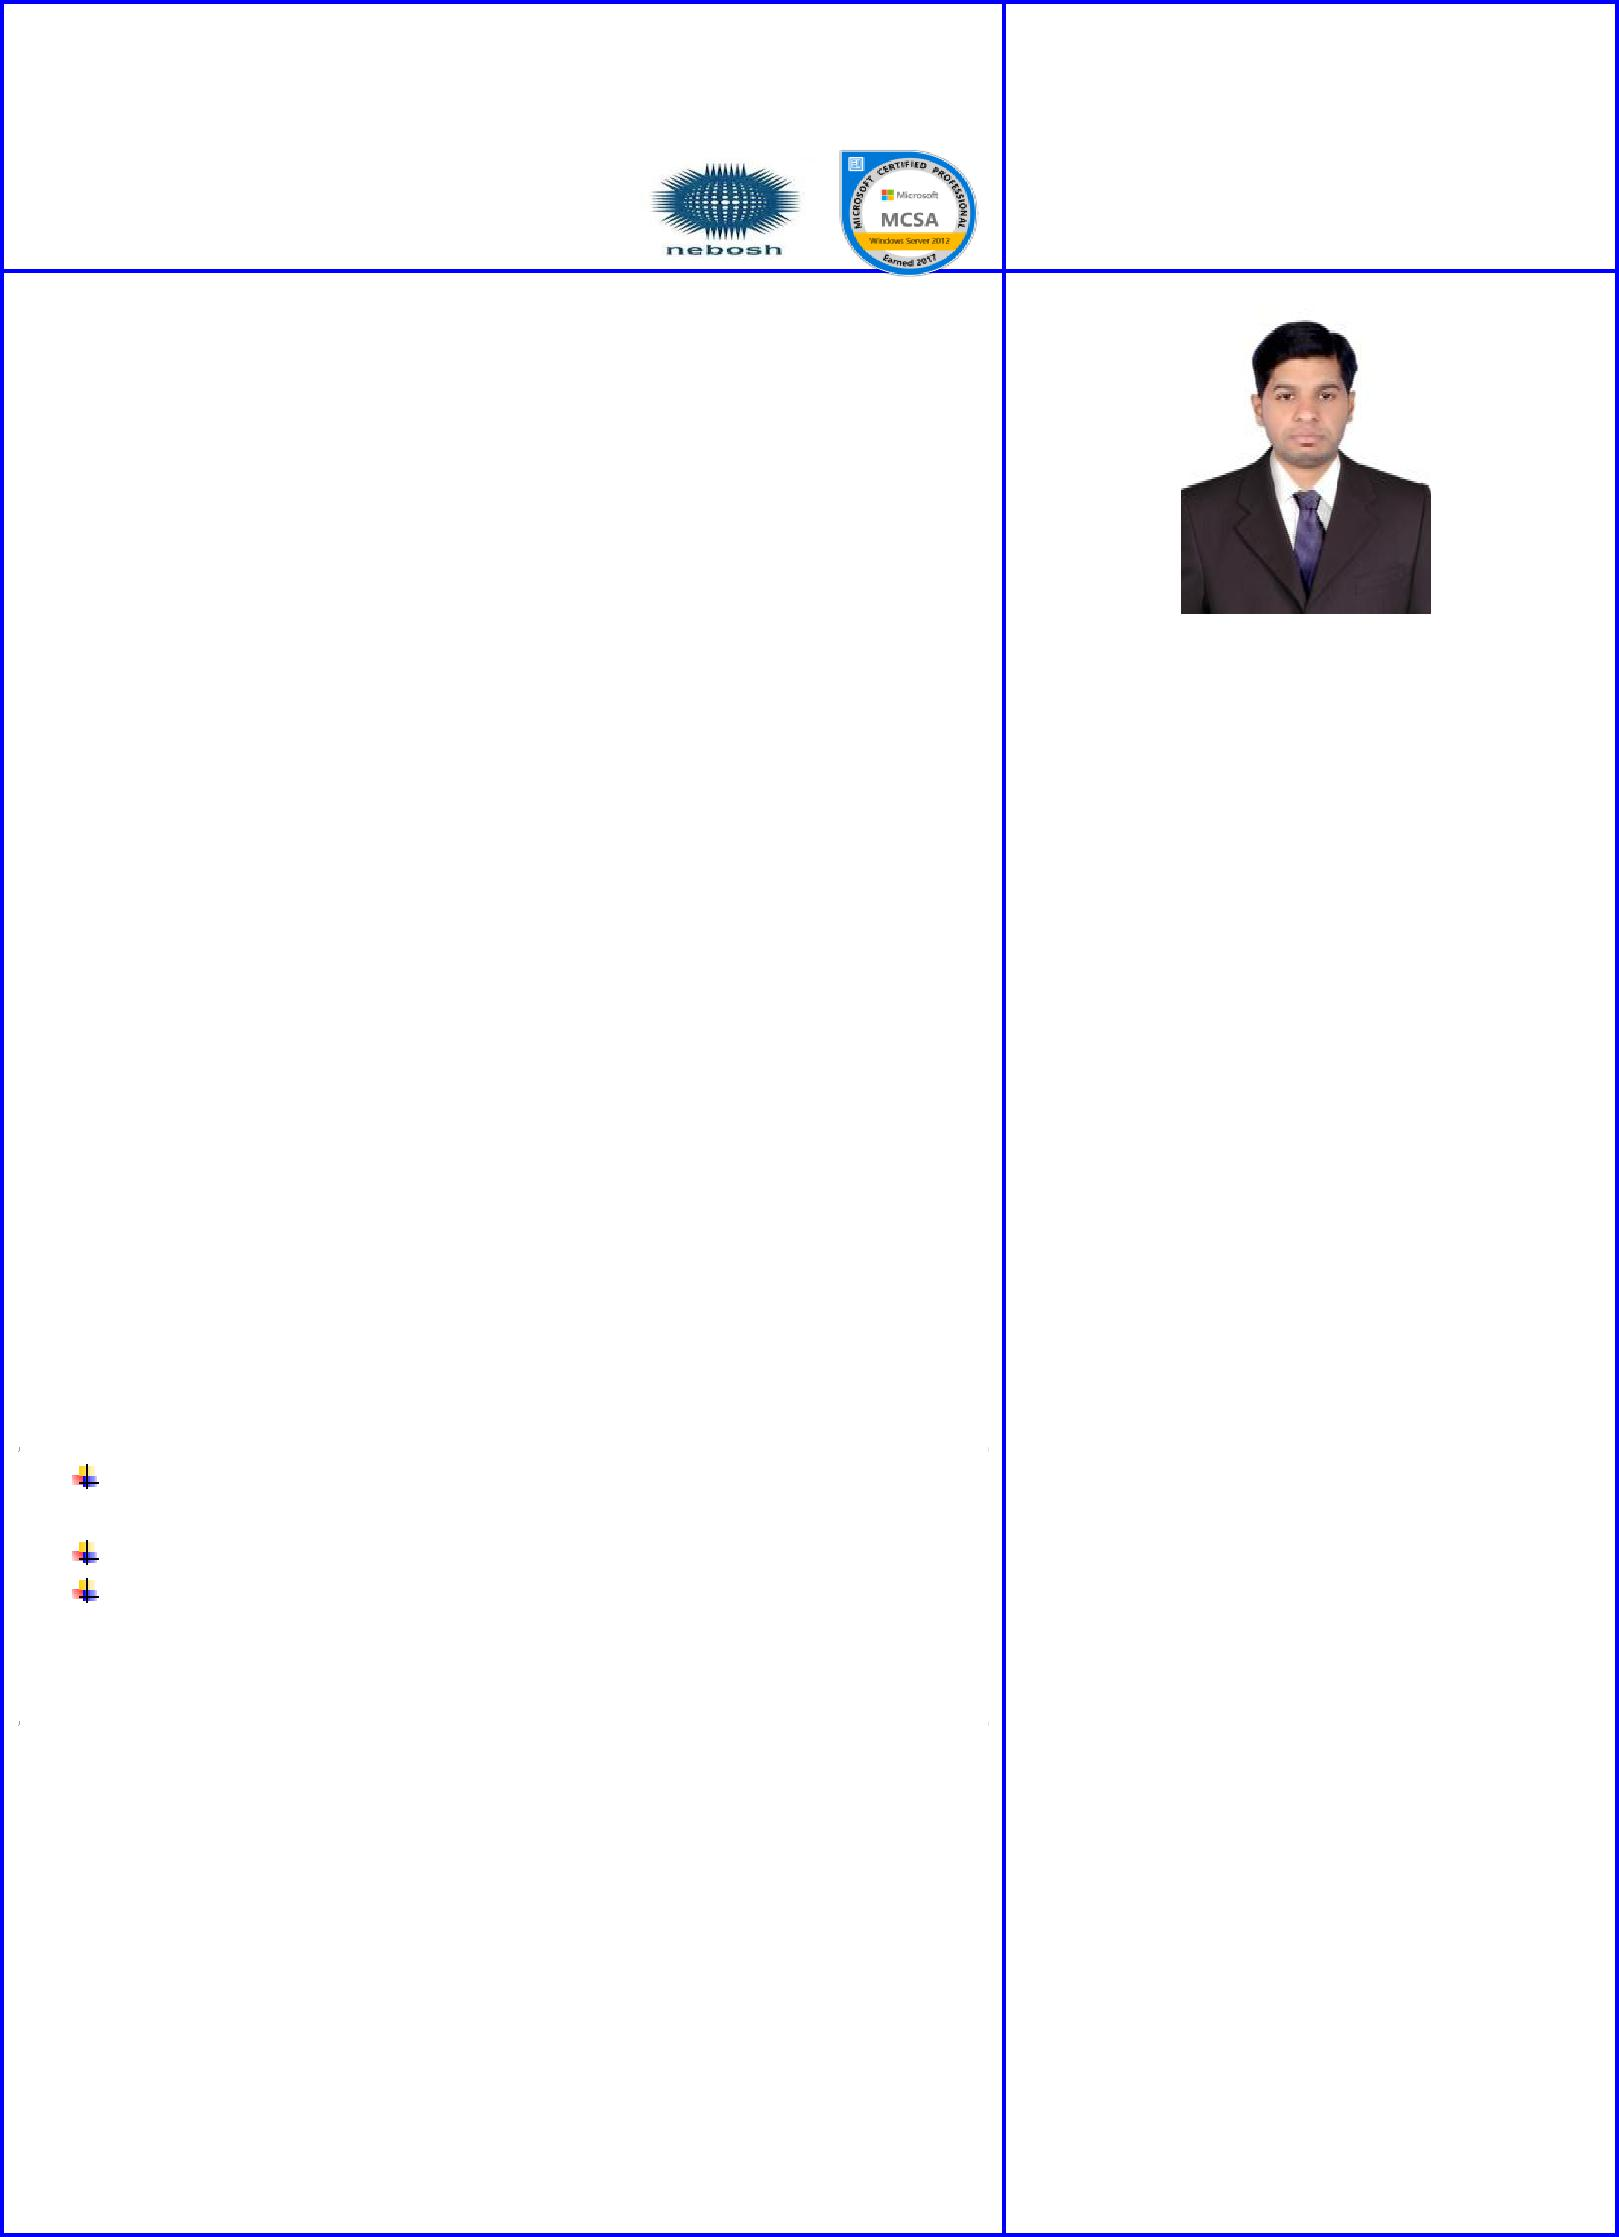 nebosh
MICROSOFT CERTIFIED PROFESSIONAL
Microsoft
MCSA
Windows Server 2012
Earned 2017